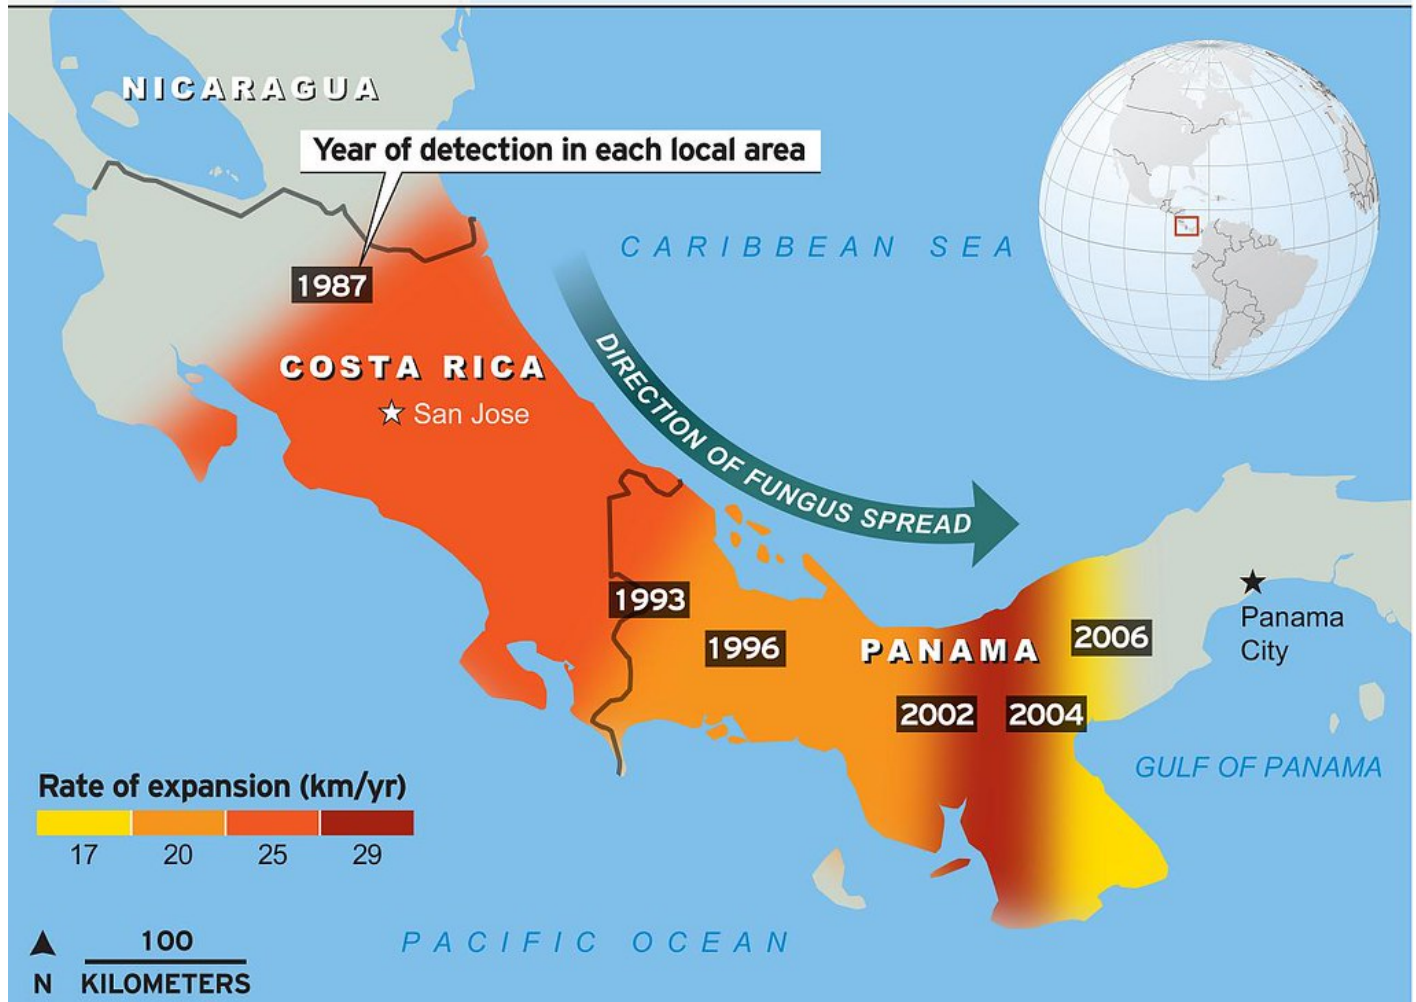 NICARAGUA
Year of detection in each local area
CARIBBEAN SEA
1987
COSTA RICA
San Jose
DIRECTION OF FUNGUS SPREAD
1993
1996
PANAMA
2006
Panama
City
2002
2004
GULF OF PANAMA
Rate of expansion (km/yr)
17 20 25 29
PACIFIC OCEAN
100
N KILOMETERS